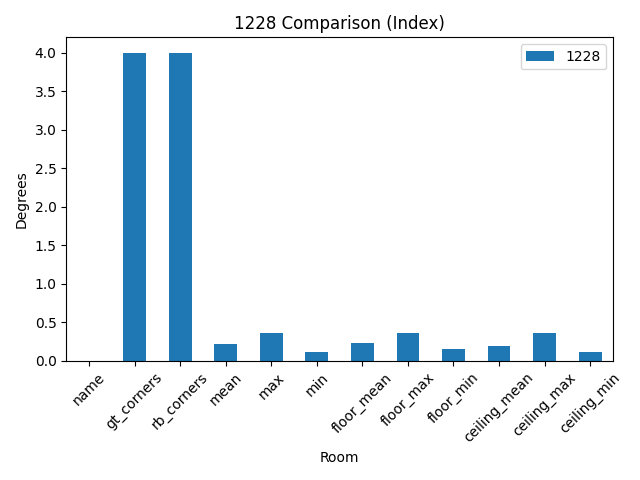 1228 Comparison (Index)
1228
Degrees
4.0
3.5
3.0
2.5
2.0
1.5
1.0
0.5
0.0
name
gt_corners
rb_corners
mean
max
min
floor_mean
floor_max
floor_min
ceiling_mean
ceiling_max
ceiling_min
Room